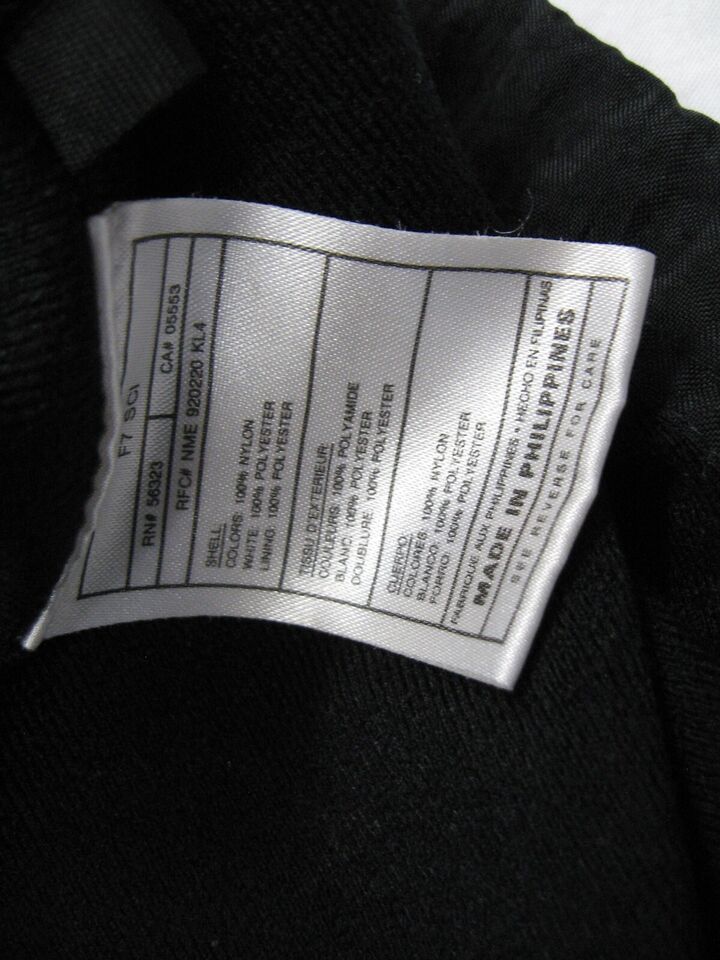 F7 SCI
RN# 56323 CA# 05553
RFC# NME 920220 KL4
SHELL
COLORS: 100% NYLON
WHITE: 100% POLYESTER
LINING: 100% POLYESTER
TISSU D'EXTERIEUR:
COULEURS: 100% POLYAMIDE
BLANC: 100% POLYESTER
DOUBLURE: 100% POLYESTER
CUERPO:
COLORES: 100% NYLON
BLANCO: 100% POLYESTER
FORRO: 100% POLYESTER
FABRIQUE AUX PHILIPPINES • HECHO EN FILIPINAS
MADE IN PHILIPPINES
SEE REVERSE FOR CARE